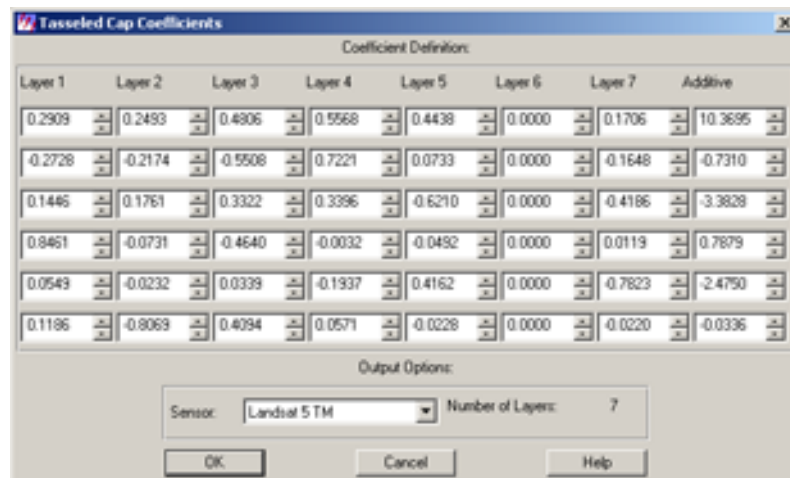 Tasseled Cap Coefficients
Coefficient Definition:
Layer 1 Layer 2 Layer 3 Layer 4 Layer 5 Layer 6 Layer 7 Additive
0.2909 0.2493 0.4806 0.5568 0.4438 0.0000 0.1706 10.3695
-0.2728 -0.2174 -0.5508 0.7221 0.0733 0.0000 -0.1648 -0.7310
0.1446 0.1761 0.3322 0.3396 -0.6210 0.0000 -0.4186 -3.3828
0.8461 -0.0731 -0.4640 -0.0032 -0.0492 0.0000 0.0119 0.7879
0.0549 -0.0232 0.0339 -0.1937 0.4162 0.0000 -0.7823 -2.4750
0.1186 -0.8069 0.4094 0.0571 -0.0228 0.0000 -0.0220 -0.0336
Output Options:
Sensor: Landsat 5 TM Number of Layers: 7
OK Cancel Help